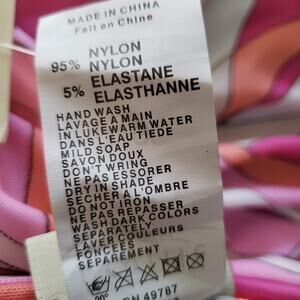 MADE IN CHINA
Fait en Chine
95% NYLON
NYLON
5% ELASTANE
ELASTHANNE
HAND WASH
LAVAGE A MAIN
IN LUKEWARM WATER
DANS L'EAU TIEDE
MILD SOAP
SAVON DOUX
DON'T WRING
NE PAS ESSORER
DRY IN SHADE
SECHER A L'OMBRE
DO NOT IRON
NE PAS REPASSER
WASH DARK COLORS
SEPARATELY
LAVER COULEURS
FONCEES
SEPAREMENT
RN 49787